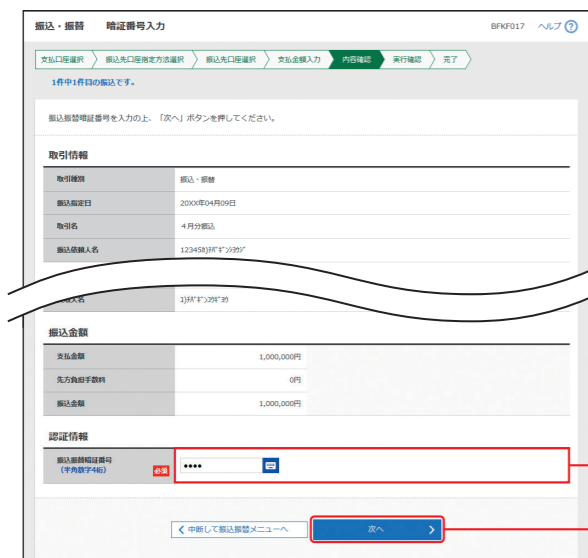 振込・振替　　暗証番号入力
BFKF017　ヘルプ ?
支払口座選択　振込先口座指定方法選択　振込先口座選択　支払金額入力　内容確認　実行確認　完了
1件中1件目の振込です。
振込振替暗証番号を入力の上、「次へ」ボタンを押してください。
取引情報
取引種別　振込・振替
振込指定日　20XX年04月09日
取引名　4月分振込
振込依頼人名
振込金額
支払金額　1,000,000円
先方負担手数料　0円
振込金額　1,000,000円
認証情報
振込振替暗証番号
（半角数字4桁）　必須　••••
中断して振込振替メニューへ　次へ